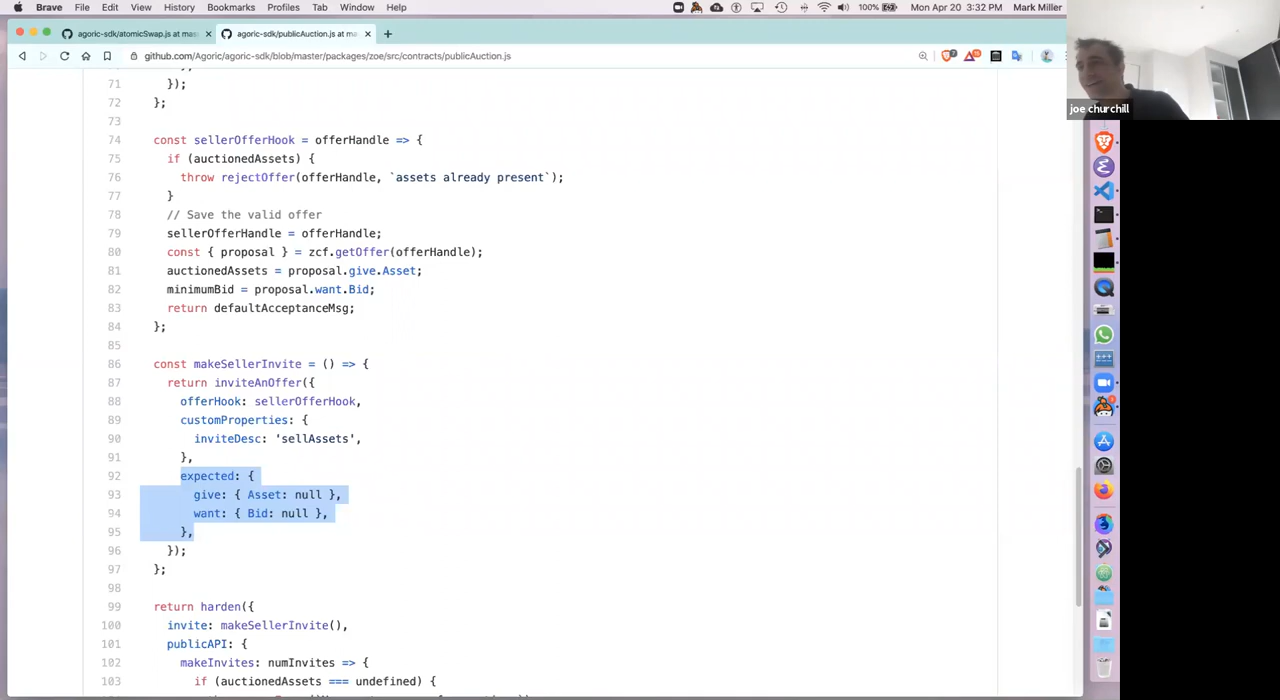 Brave File Edit View History Bookmarks Profiles Tab Window Help 100% Mon Apr 20 3:32 PM Mark Miller
agoric-sdk/atomicSwap.js at mas agoric-sdk/publicAuction.js at ma
github.com/Agoric/agoric-sdk/blob/master/packages/zoe/src/contracts/publicAuction.js
joe churchill
71 });
72 };
73
74 const sellerOfferHook = offerHandle => {
75 if (auctionedAssets) {
76 throw rejectOffer(offerHandle, `assets already present`);
77 }
78 // Save the valid offer
79 sellerOfferHandle = offerHandle;
80 const { proposal } = zcf.getOffer(offerHandle);
81 auctionedAssets = proposal.give.Asset;
82 minimumBid = proposal.want.Bid;
83 return defaultAcceptanceMsg;
84 };
85
86 const makeSellerInvite = () => {
87 return inviteAnOffer({
88 offerHook: sellerOfferHook,
89 customProperties: {
90 inviteDesc: 'sellAssets',
91 },
92 expected: {
93 give: { Asset: null },
94 want: { Bid: null },
95 },
96 });
97 };
98
99 return harden({
100 invite: makeSellerInvite(),
101 publicAPI: {
102 makeInvites: numInvites => {
103 if (auctionedAssets === undefined) {